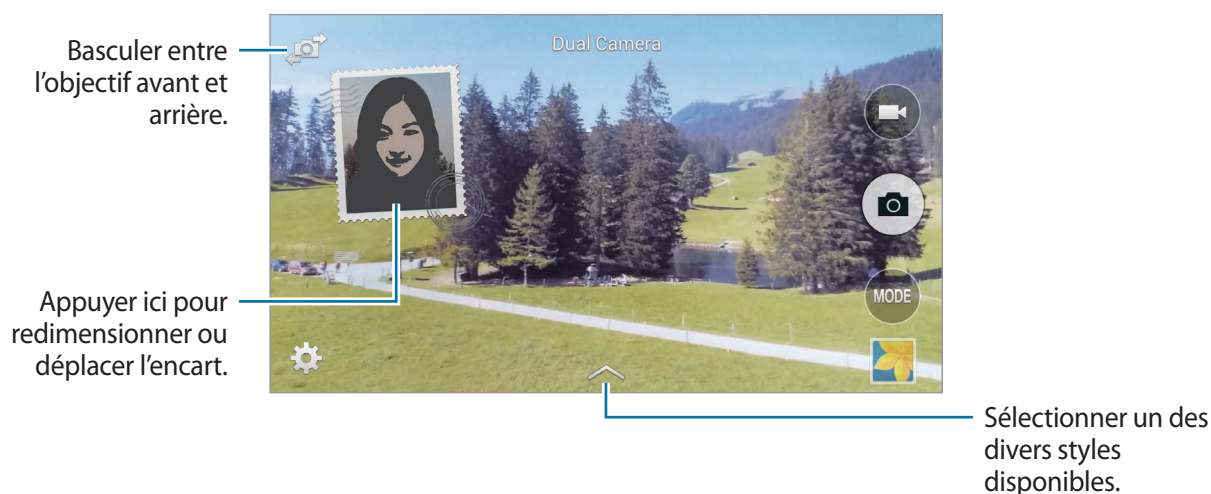 Basculer entre
l'objectif avant et
arrière.
Dual Camera
Appuyer ici pour
redimensionner ou
déplacer l'encart.
MODE
Sélectionner un des
divers styles
disponibles.